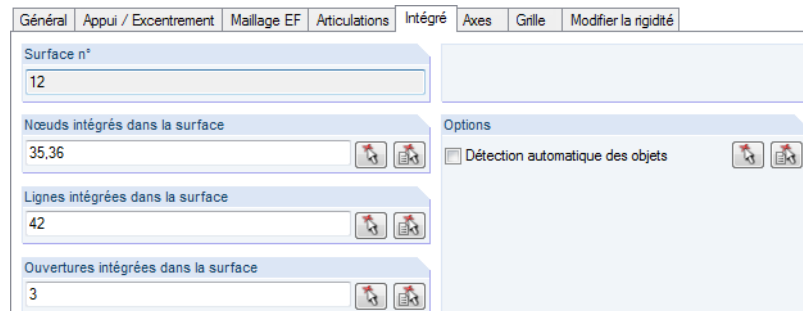 Général Appui / Excentrement Maillage EF Articulations Intégré Axes Grille Modifier la rigidité
Surface n°
12
Nœuds intégrés dans la surface
35,36
Options
Détection automatique des objets
Lignes intégrées dans la surface
42
Ouvertures intégrées dans la surface
3